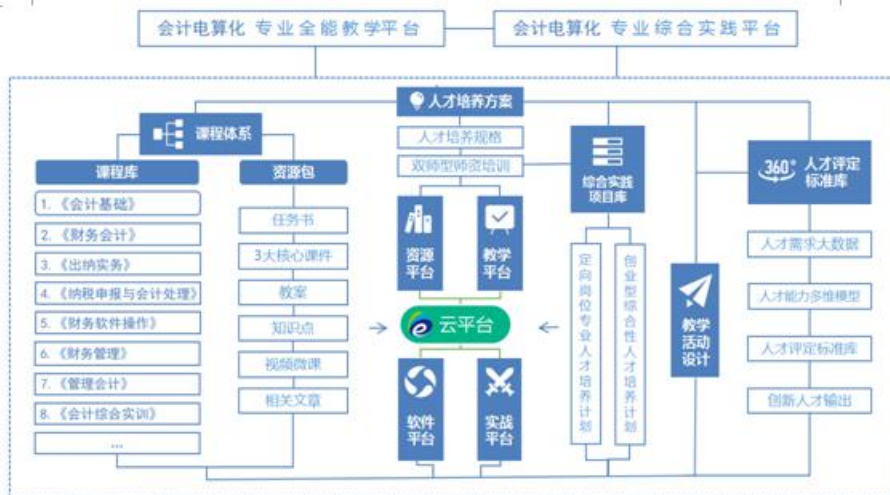 会计电算化 专业全能教学平台
会计电算化 专业综合实践平台
人才培养方案
人才培养规格
双师型师资培训
课程体系
课程库
1. 《会计基础》
2. 《财务会计》
3. 《出纳实务》
4. 《纳税申报与会计处理》
5. 《财务软件操作》
6. 《财务管理》
7. 《管理会计》
8. 《会计综合实训》
...
资源包
任务书
3大核心课件
教案
知识点
视频微课
相关文章
资源
平台
教学
平台
云平台
软件
平台
实战
平台
综合实践
项目库
定向岗位专业人才培养计划
创业型综合性人才培养计划
教学
活动
设计
360°
人才评定
标准库
人才需求大数据
人才能力多维模型
人才评定标准库
创新人才输出